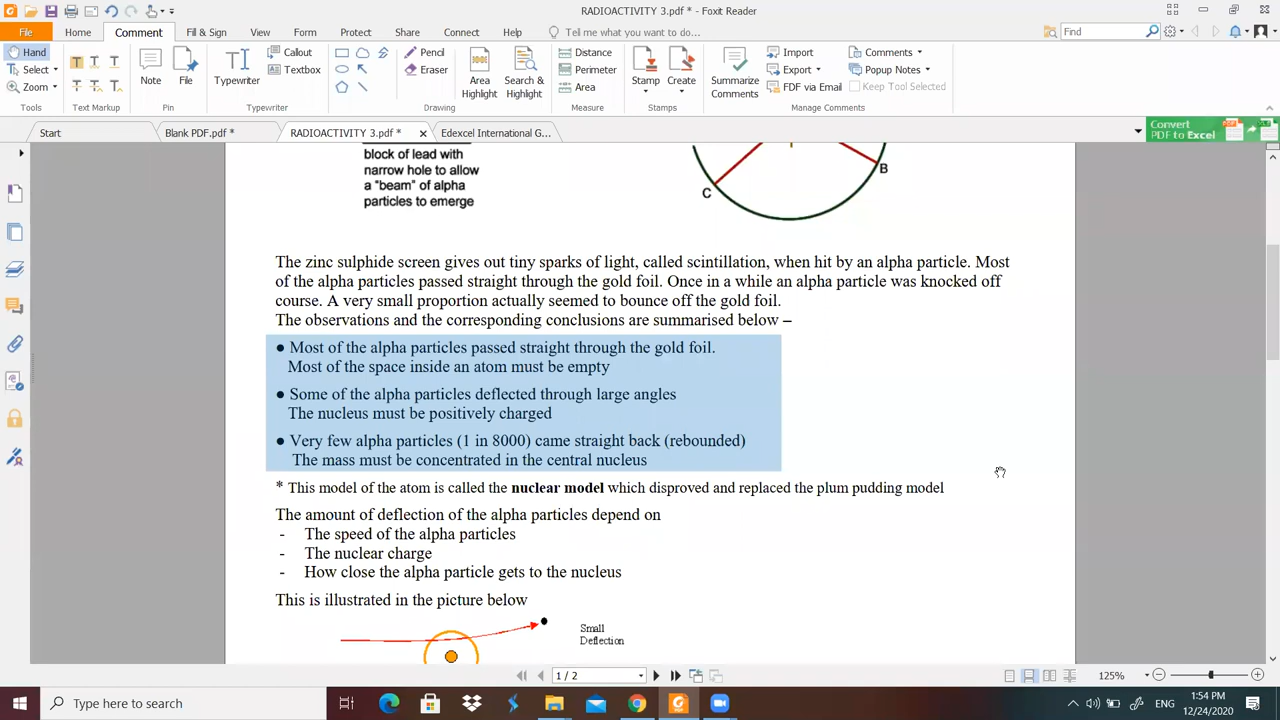 RADIOACTIVITY 3.pdf * - Foxit Reader
File Home Comment Fill & Sign View Form Protect Share Connect Help Tell me what you want to do... Find
Hand
Select
Zoom
Tools
Text Markup
Note
File
Pin
Typewriter
Callout
Textbox
Typewriter
Pencil
Eraser
Drawing
Area
Highlight
Search &
Highlight
Distance
Perimeter
Area
Measure
Stamp
Create
Stamps
Summarize
Comments
Import
Export
FDF via Email
Comments
Popup Notes
Keep Tool Selected
Manage Comments
Start
Blank PDF.pdf *
RADIOACTIVITY 3.pdf *
Edexcel International G...
Convert
PDF to Excel
block of lead with
narrow hole to allow
a "beam" of alpha
particles to emerge
B
C
The zinc sulphide screen gives out tiny sparks of light, called scintillation, when hit by an alpha particle. Most
of the alpha particles passed straight through the gold foil. Once in a while an alpha particle was knocked off
course. A very small proportion actually seemed to bounce off the gold foil.
The observations and the corresponding conclusions are summarised below –
● Most of the alpha particles passed straight through the gold foil.
Most of the space inside an atom must be empty
● Some of the alpha particles deflected through large angles
The nucleus must be positively charged
● Very few alpha particles (1 in 8000) came straight back (rebounded)
The mass must be concentrated in the central nucleus
* This model of the atom is called the nuclear model which disproved and replaced the plum pudding model
The amount of deflection of the alpha particles depend on
- The speed of the alpha particles
- The nuclear charge
- How close the alpha particle gets to the nucleus
This is illustrated in the picture below
Small
Deflection
1 / 2
125%
Type here to search
ENG
1:54 PM
12/24/2020